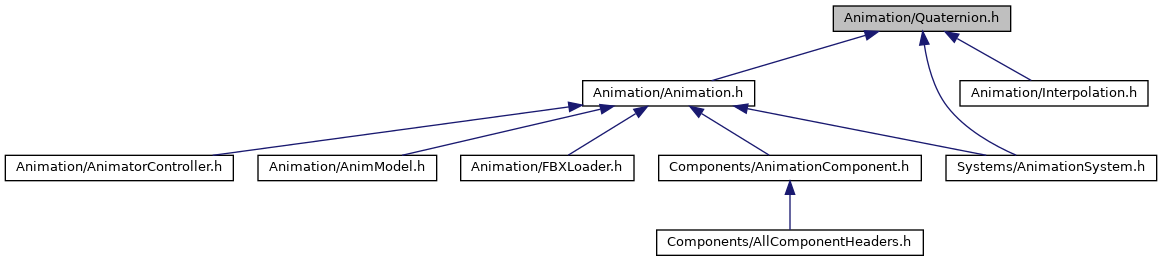 Animation/Quaternion.h
Animation/Animation.h
Animation/Interpolation.h
Animation/AnimatorController.h
Animation/AnimModel.h
Animation/FBXLoader.h
Components/AnimationComponent.h
Systems/AnimationSystem.h
Components/AllComponentHeaders.h